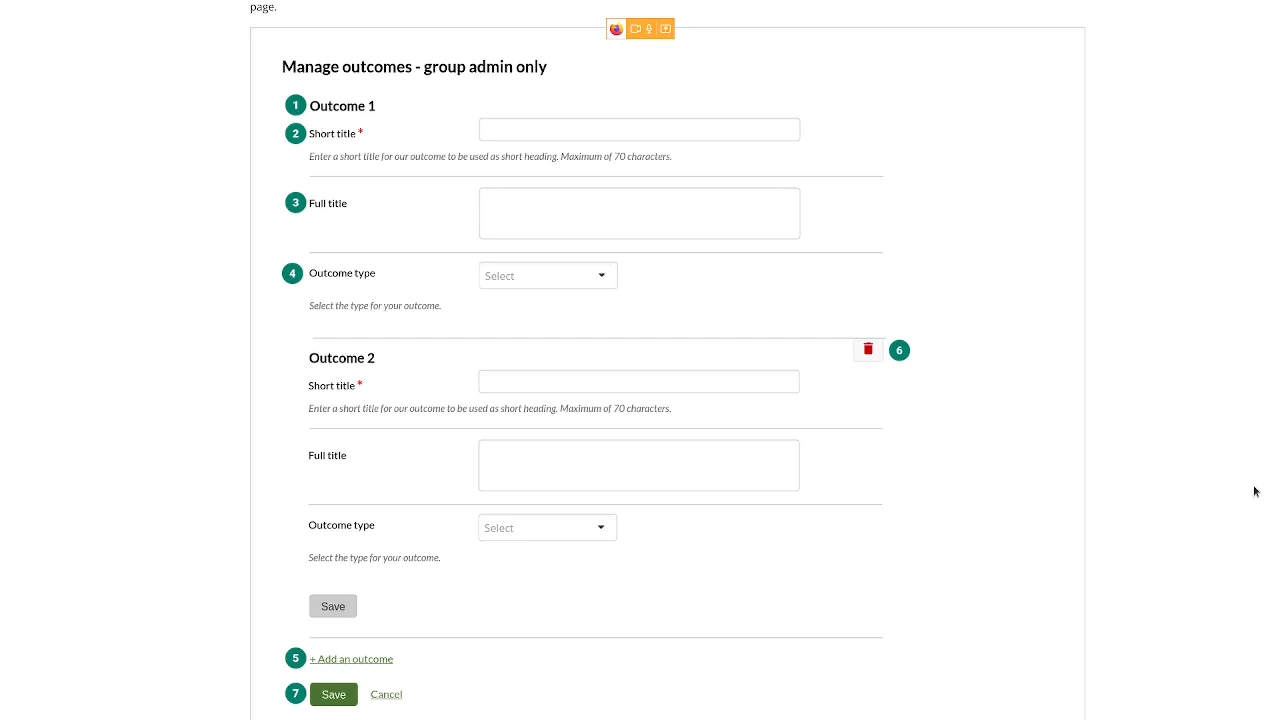 page.
Manage outcomes - group admin only
1 Outcome 1
2 Short title *
Enter a short title for our outcome to be used as short heading. Maximum of 70 characters.
3 Full title
4 Outcome type Select
Select the type for your outcome.
6
Outcome 2
Short title *
Enter a short title for our outcome to be used as short heading. Maximum of 70 characters.
Full title
Outcome type Select
Select the type for your outcome.
Save
5 + Add an outcome
7 Save Cancel